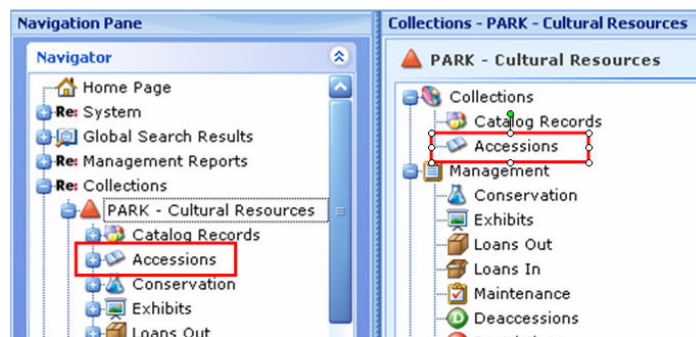 Navigation Pane
Navigator
Home Page
Re: System
Global Search Results
Re: Management Reports
Re: Collections
PARK - Cultural Resources
Catalog Records
Accessions
Conservation
Exhibits
Loans Out
Collections - PARK - Cultural Resources
PARK - Cultural Resources
Collections
Catalog Records
Accessions
Management
Conservation
Exhibits
Loans Out
Loans In
Maintenance
Deaccessions